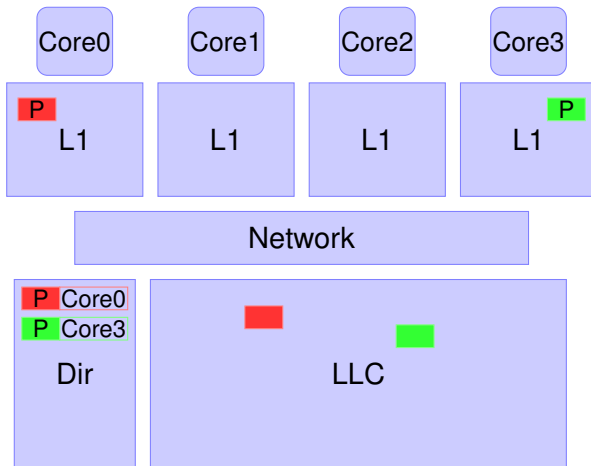 Core0 Core1 Core2 Core3
P P
L1 L1 L1 L1
Network
P Core0
P Core3
Dir LLC